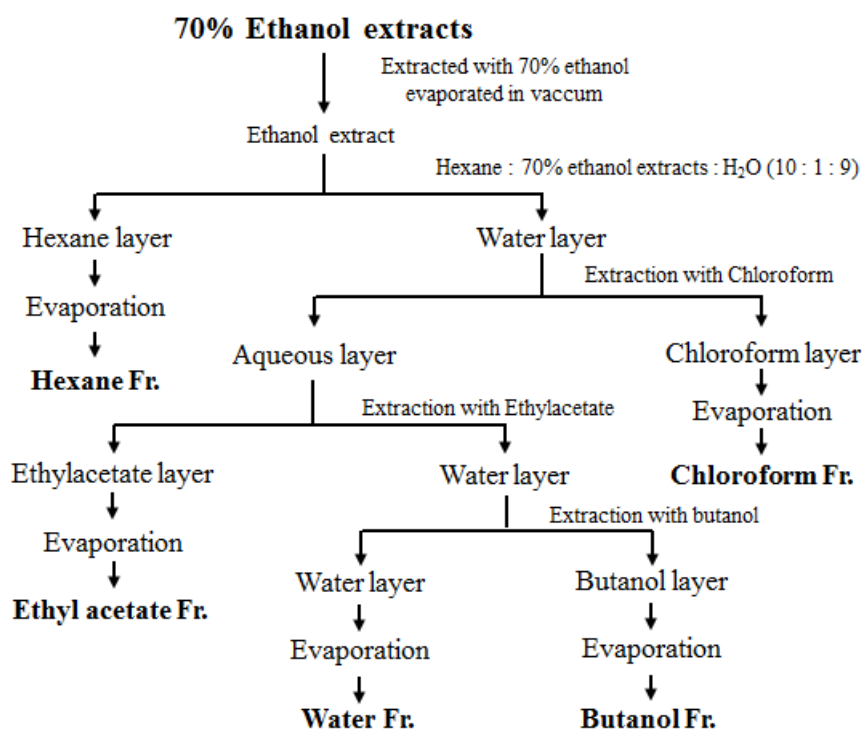 70% Ethanol extracts
Extracted with 70% ethanol
evaporated in vaccum
Ethanol extract
Hexane : 70% ethanol extracts : H₂O (10 : 1 : 9)
Hexane layer
Water layer
Extraction with Chloroform
Evaporation
Aqueous layer
Chloroform layer
Hexane Fr.
Extraction with Ethylacetate
Evaporation
Ethylacetate layer
Water layer
Chloroform Fr.
Extraction with butanol
Evaporation
Water layer
Butanol layer
Ethyl acetate Fr.
Evaporation
Evaporation
Water Fr.
Butanol Fr.